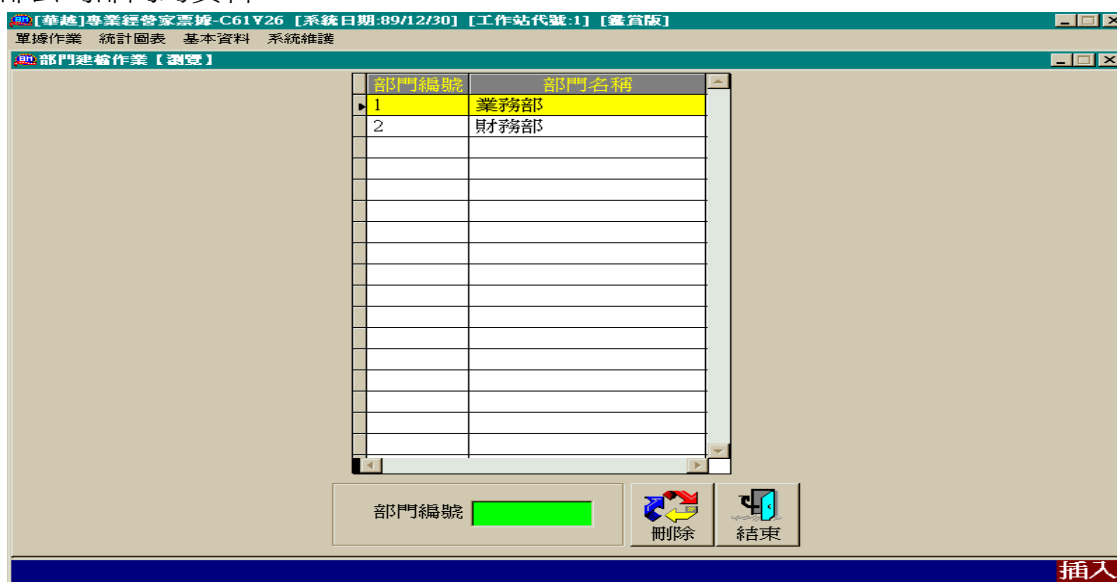 [華越]專業經營家票據-C61V26 [系統日期:89/12/30] [工作站代號:1] [鑑賞版]
單據作業 統計圖表 基本資料 系統維護
部門建檔作業【瀏覽】
部門編號 部門名稱
1 業務部
2 財務部
部門編號
刪除 結束
插入